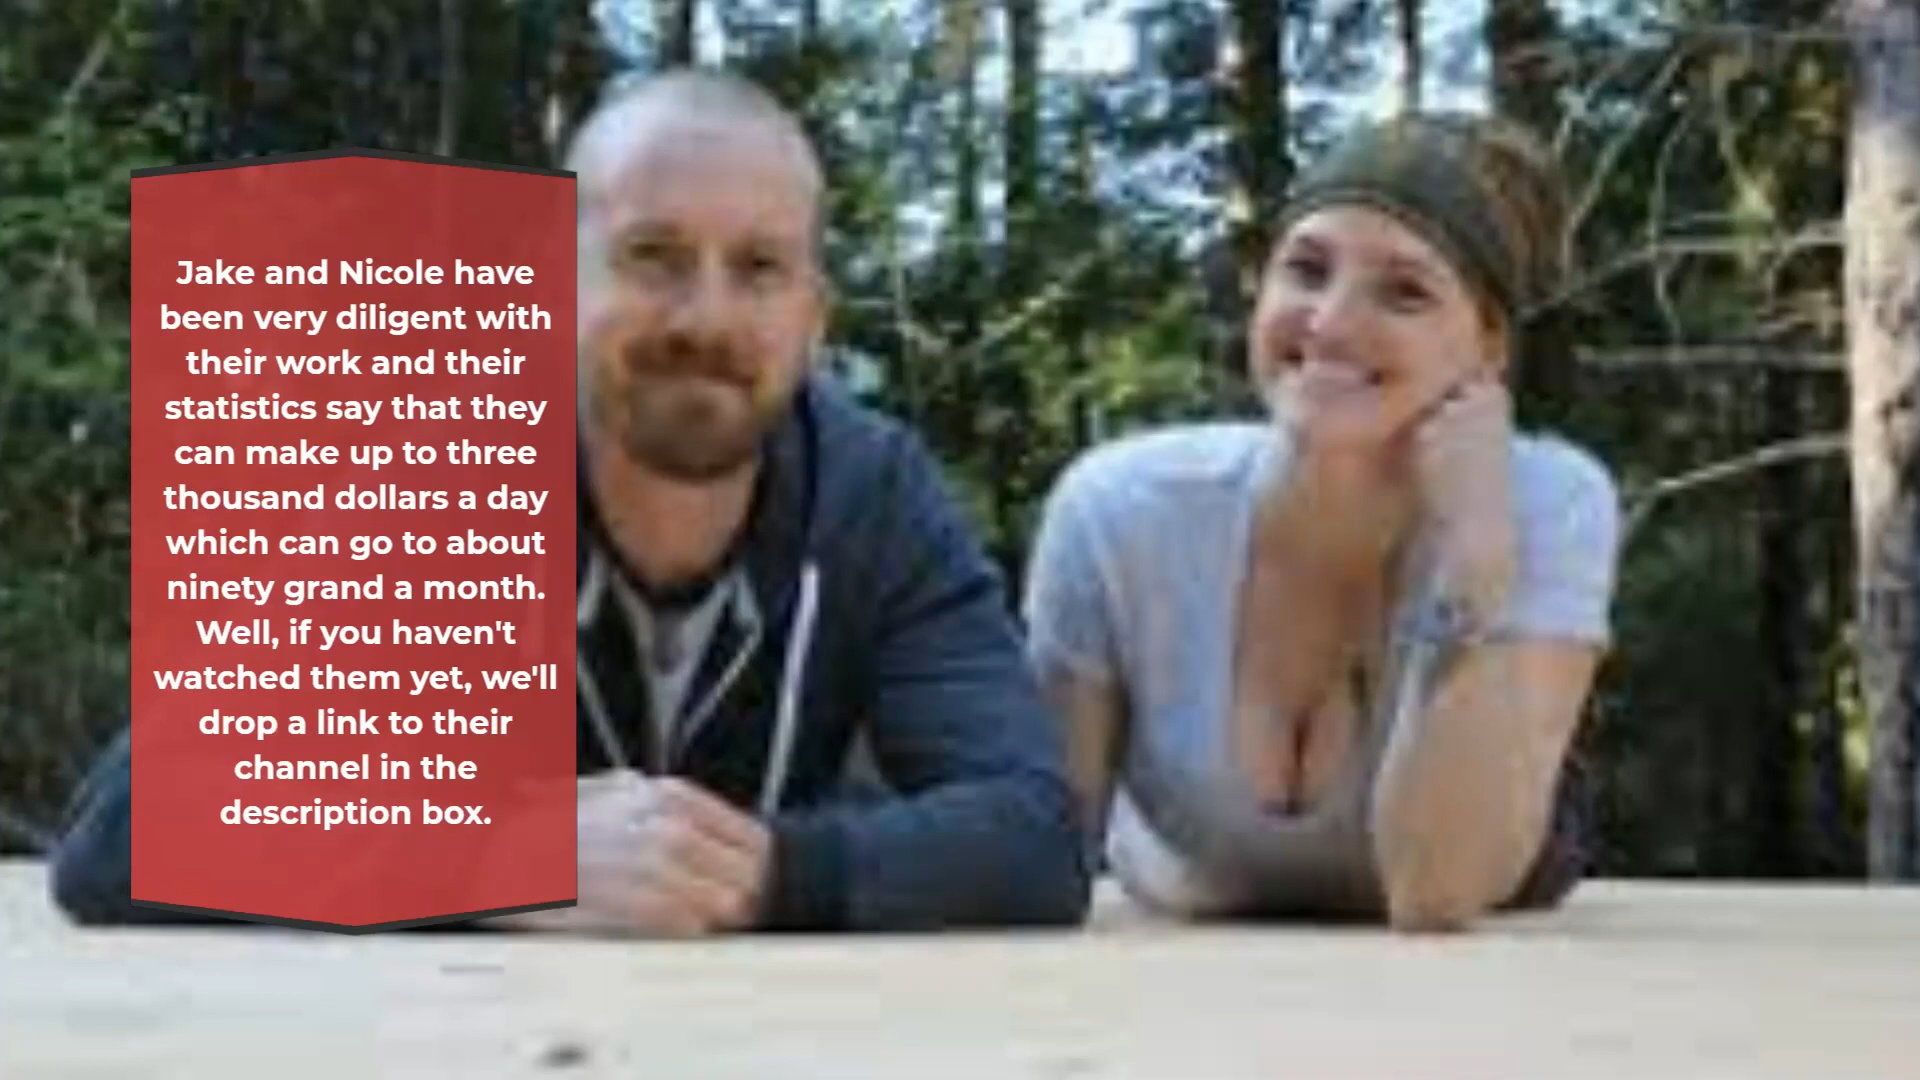 Jake and Nicole have
been very diligent with
their work and their
statistics say that they
can make up to three
thousand dollars a day
which can go to about
ninety grand a month.
Well, if you haven't
watched them yet, we'll
drop a link to their
channel in the
description box.